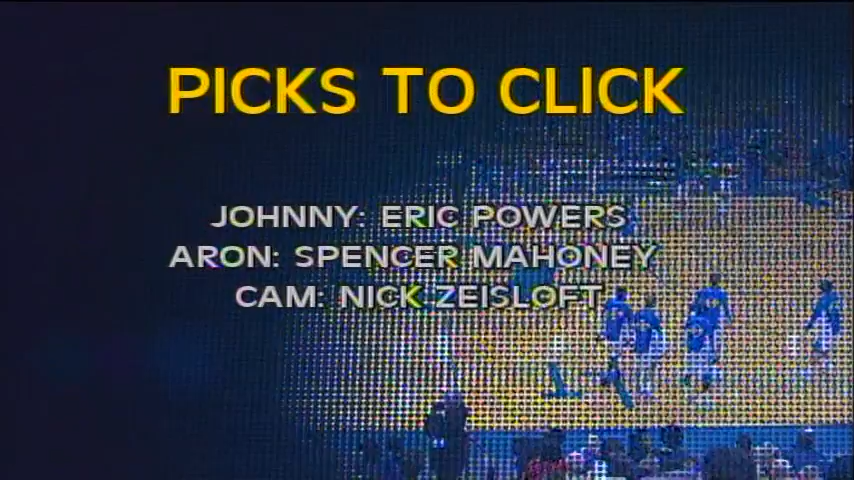 PICKS TO CLICK
JOHNNY: ERIC POWERS
ARON: SPENCER MAHONEY
CAM: NICK ZEISLOFT